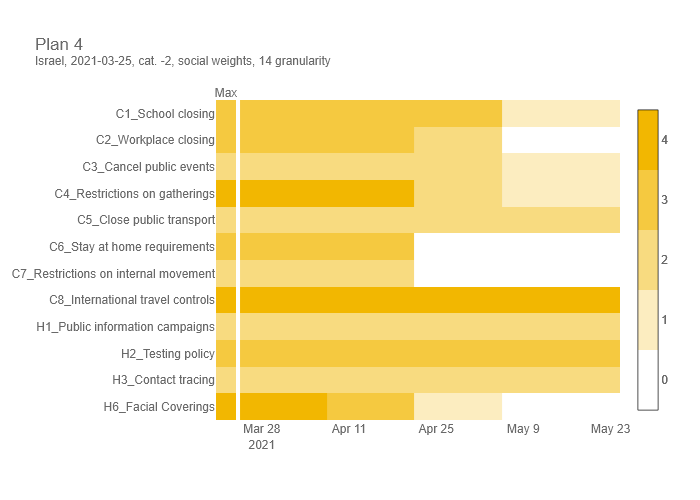 Plan 4
Israel, 2021-03-25, cat. -2, social weights, 14 granularity
Max
C1_School closing
C2_Workplace closing
C3_Cancel public events
C4_Restrictions on gatherings
C5_Close public transport
C6_Stay at home requirements
C7_Restrictions on internal movement
C8_International travel controls
H1_Public information campaigns
H2_Testing policy
H3_Contact tracing
H6_Facial Coverings
Mar 28 Apr 11 Apr 25 May 9 May 23
2021
4
3
2
1
0